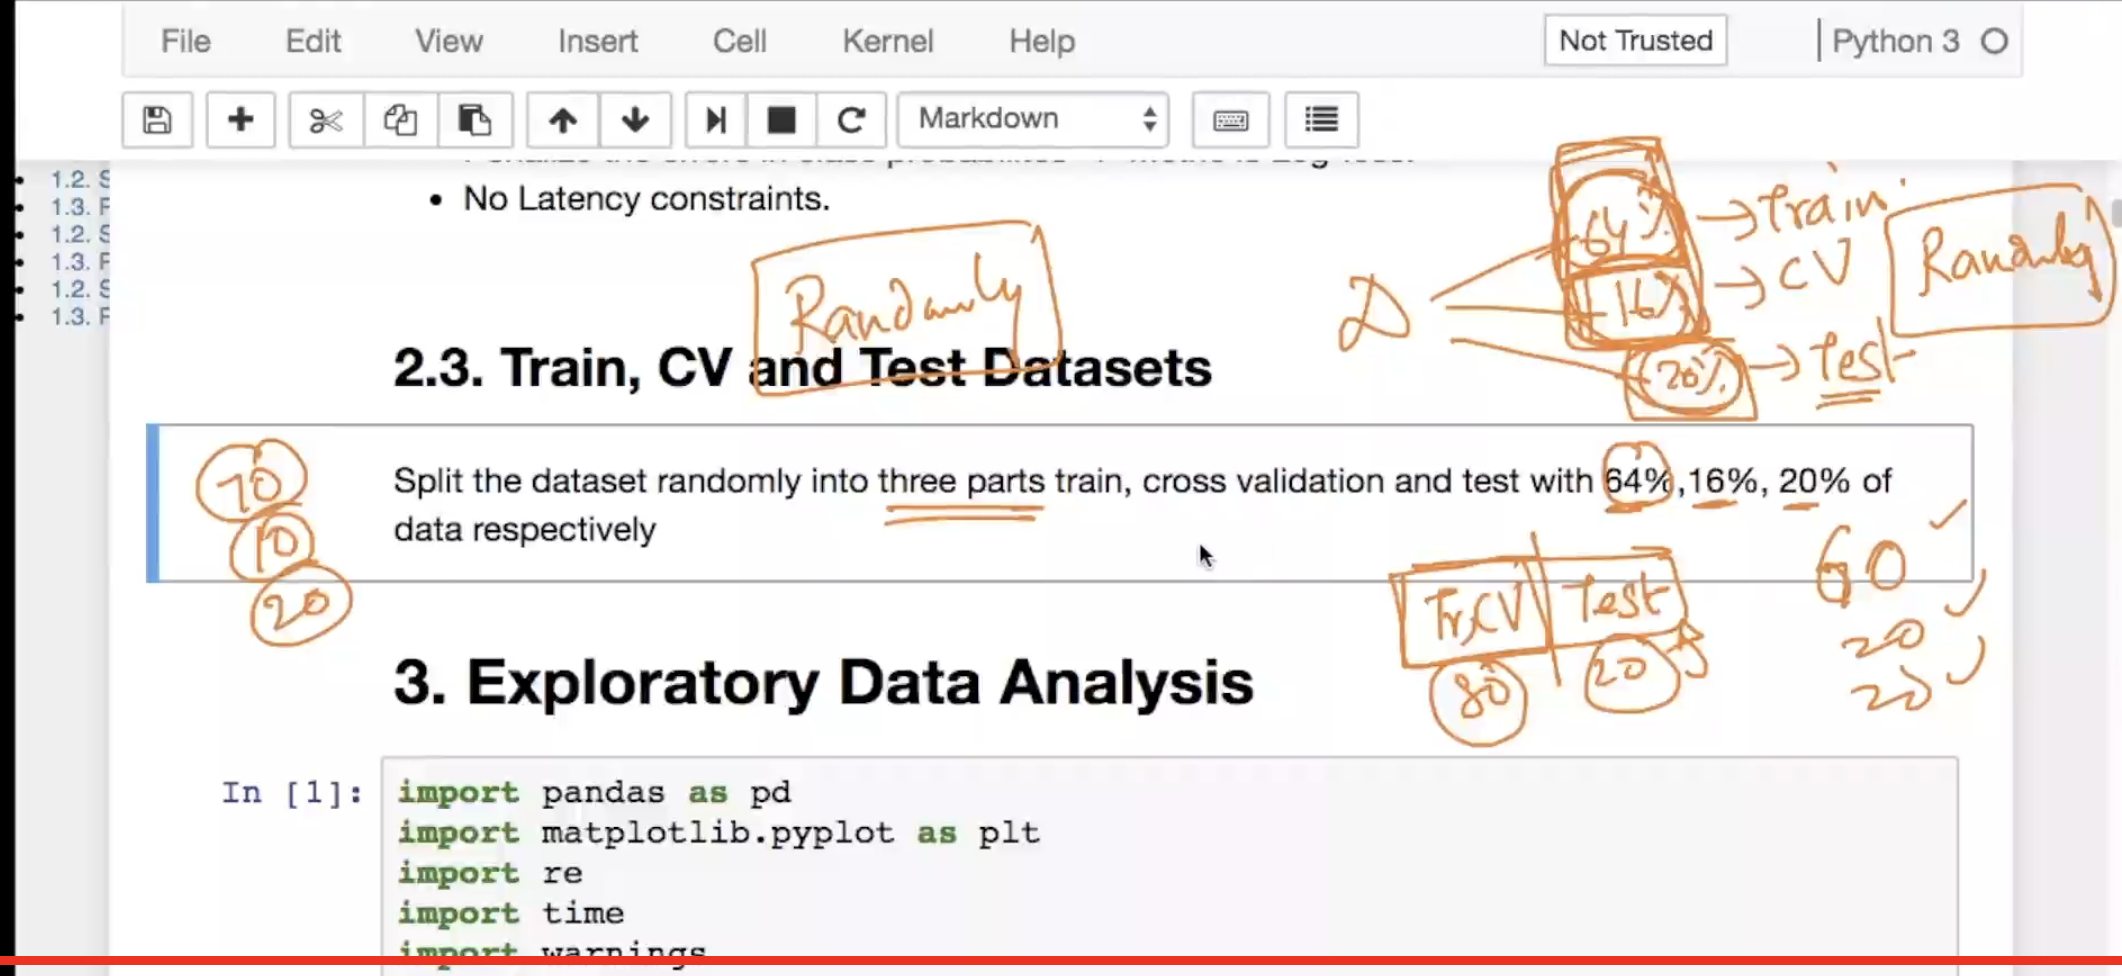 File Edit View Insert Cell Kernel Help Not Trusted Python 3
Markdown
1.2. S
1.3. F
1.2. S
1.3. F
1.2. S
1.3. F
• No Latency constraints.
Randomly
D
64% → Train
16% → CV
20% → Test
Randomly
2.3. Train, CV and Test Datasets
70
10
20
Split the dataset randomly into three parts train, cross validation and test with 64%,16%, 20% of
data respectively
Tr,CV Test
80 20
60
20
20
3. Exploratory Data Analysis
In [1]: import pandas as pd
import matplotlib.pyplot as plt
import re
import time
import warnings